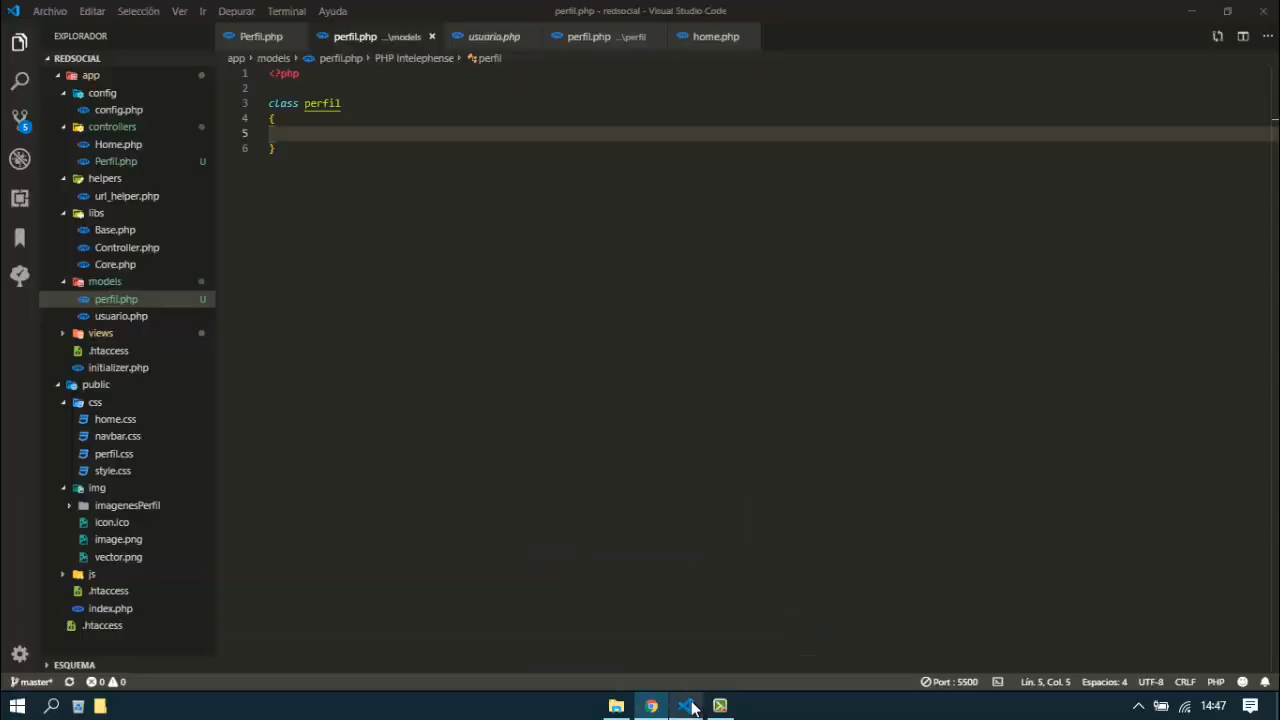 Archivo Editar Selección Ver Ir Depurar Terminal Ayuda
perfil.php - redsocial - Visual Studio Code
EXPLORADOR
Perfil.php
perfil.php ...\models
usuario.php
perfil.php ...\perfil
home.php
REDSOCIAL
app > models > perfil.php > PHP Intelephense > perfil
app
config
config.php
controllers
Home.php
Perfil.php U
helpers
url_helper.php
libs
Base.php
Controller.php
Core.php
models
perfil.php U
usuario.php
views
.htaccess
initializer.php
public
css
home.css
navbar.css
perfil.css
style.css
img
imagenesPerfil
icon.ico
image.png
vector.png
js
.htaccess
index.php
.htaccess
ESQUEMA
5
1 <?php
2
3 class perfil
4 {
5
6 }
master* 0 0
Port : 5500
Lín. 5, Col. 5
Espacios: 4
UTF-8
CRLF
PHP
14:47